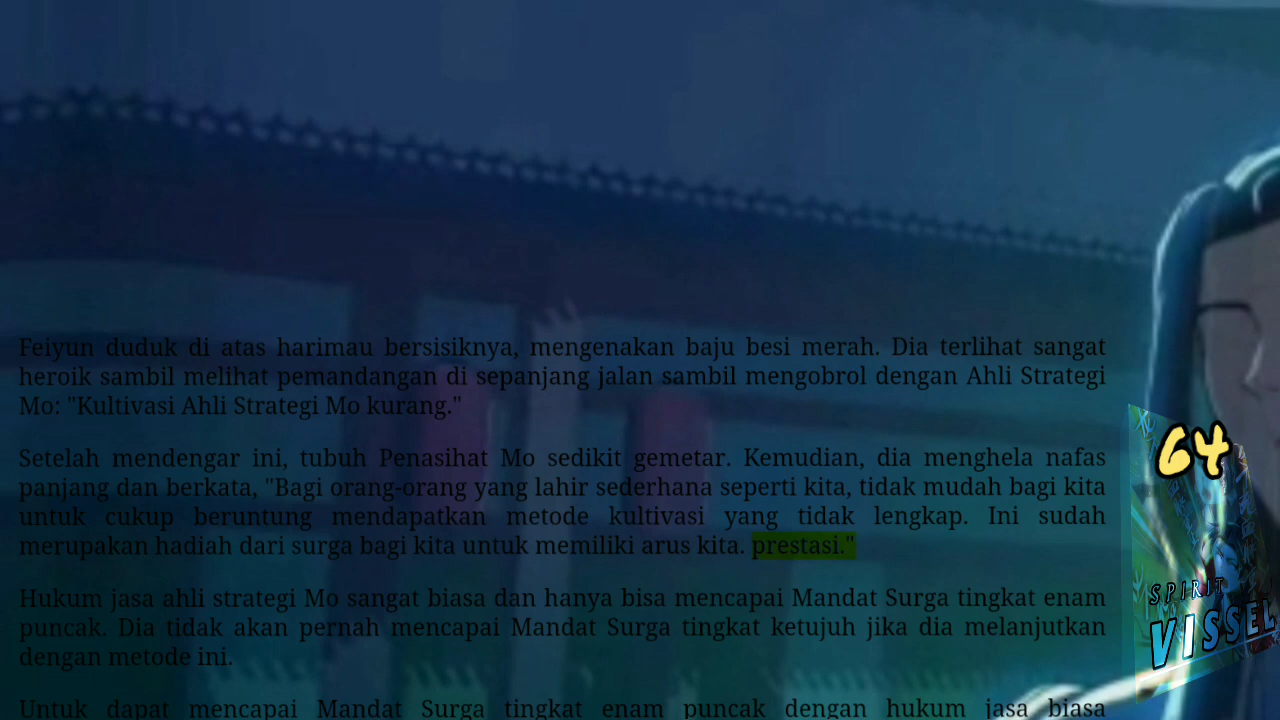 Feiyun duduk di atas harimau bersisiknya, mengenakan baju besi merah. Dia terlihat sangat
heroik sambil melihat pemandangan di sepanjang jalan sambil mengobrol dengan Ahli Strategi
Mo: "Kultivasi Ahli Strategi Mo kurang."
Setelah mendengar ini, tubuh Penasihat Mo sedikit gemetar. Kemudian, dia menghela nafas
panjang dan berkata, "Bagi orang-orang yang lahir sederhana seperti kita, tidak mudah bagi kita
untuk cukup beruntung mendapatkan metode kultivasi yang tidak lengkap. Ini sudah
merupakan hadiah dari surga bagi kita untuk memiliki arus kita. prestasi."
Hukum jasa ahli strategi Mo sangat biasa dan hanya bisa mencapai Mandat Surga tingkat enam
puncak. Dia tidak akan pernah mencapai Mandat Surga tingkat ketujuh jika dia melanjutkan
dengan metode ini.
Untuk dapat mencapai Mandat Surga tingkat enam puncak dengan hukum jasa biasa
64
SPIRIT
VISSEL